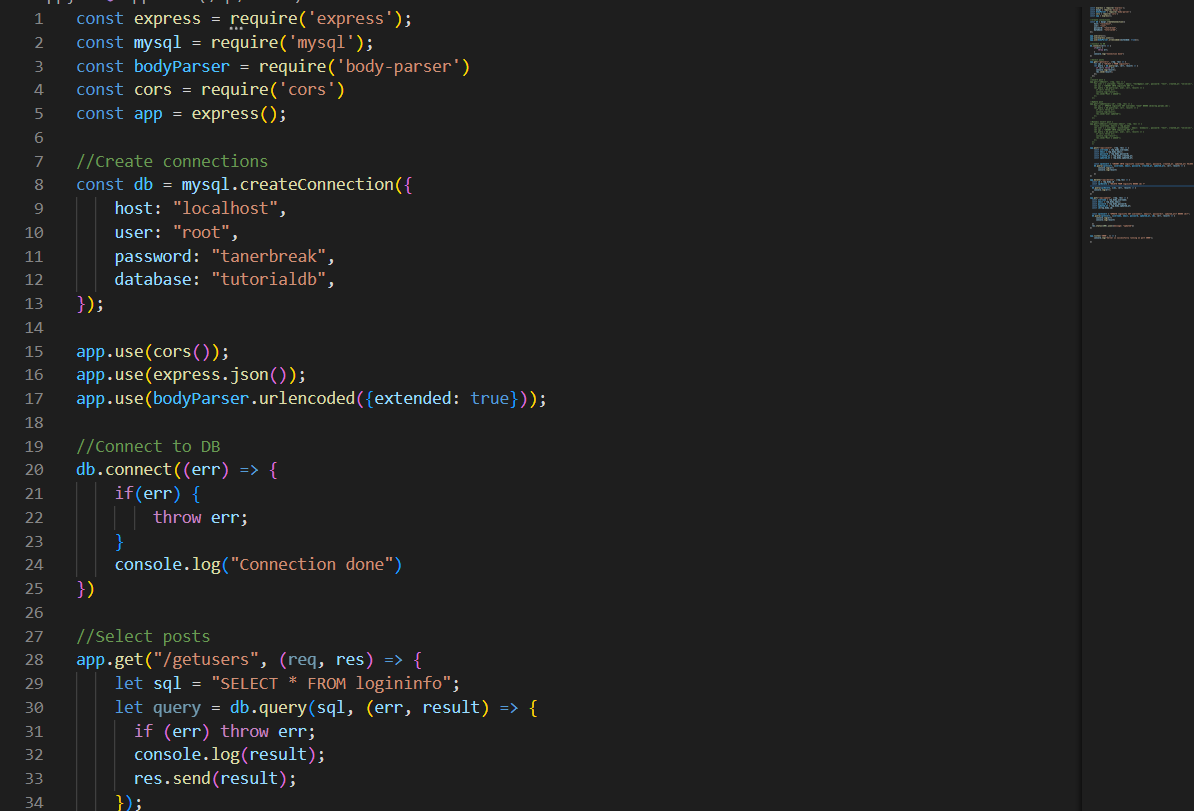 1 const express = require('express');
2 const mysql = require('mysql');
3 const bodyParser = require('body-parser')
4 const cors = require('cors')
5 const app = express();
6
7 //Create connections
8 const db = mysql.createConnection({
9 host: "localhost",
10 user: "root",
11 password: "tanerbreak",
12 database: "tutorialdb",
13 });
14
15 app.use(cors());
16 app.use(express.json());
17 app.use(bodyParser.urlencoded({extended: true}));
18
19 //Connect to DB
20 db.connect((err) => {
21 if(err) {
22 throw err;
23 }
24 console.log("Connection done")
25 })
26
27 //Select posts
28 app.get("/getusers", (req, res) => {
29 let sql = "SELECT * FROM logininfo";
30 let query = db.query(sql, (err, result) => {
31 if (err) throw err;
32 console.log(result);
33 res.send(result);
34 });